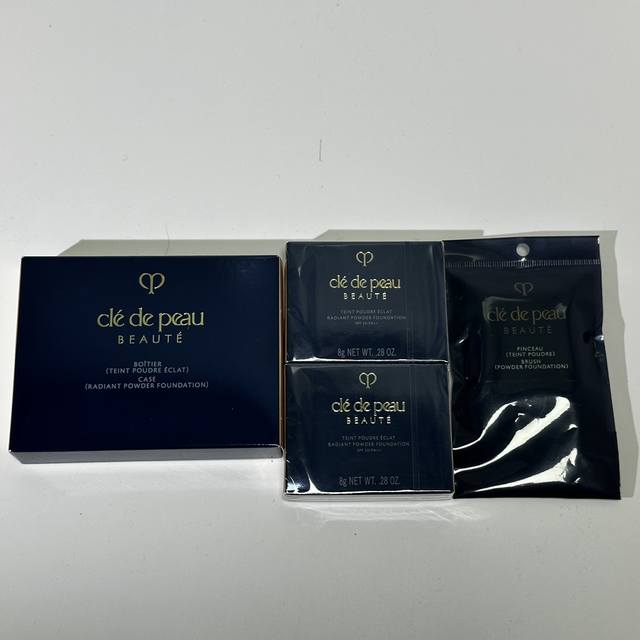 clé de peau
BEAUTÉ
BOÎTIER
(TEINT POUDRE ÉCLAT)
CASE
(RADIANT POWDER FOUNDATION)
clé de peau
BEAUTÉ
TEINT POUDRE ÉCLAT
RADIANT POWDER FOUNDATION
8g NET WT. .28 OZ.
clé de peau
BEAUTÉ
TEINT POUDRE ÉCLAT
RADIANT POWDER FOUNDATION
8g NET WT. .28 OZ.
clé de peau
BEAUTÉ
PINCEAU
(TEINT POUDRE)
BRUSH
(POWDER FOUNDATION)